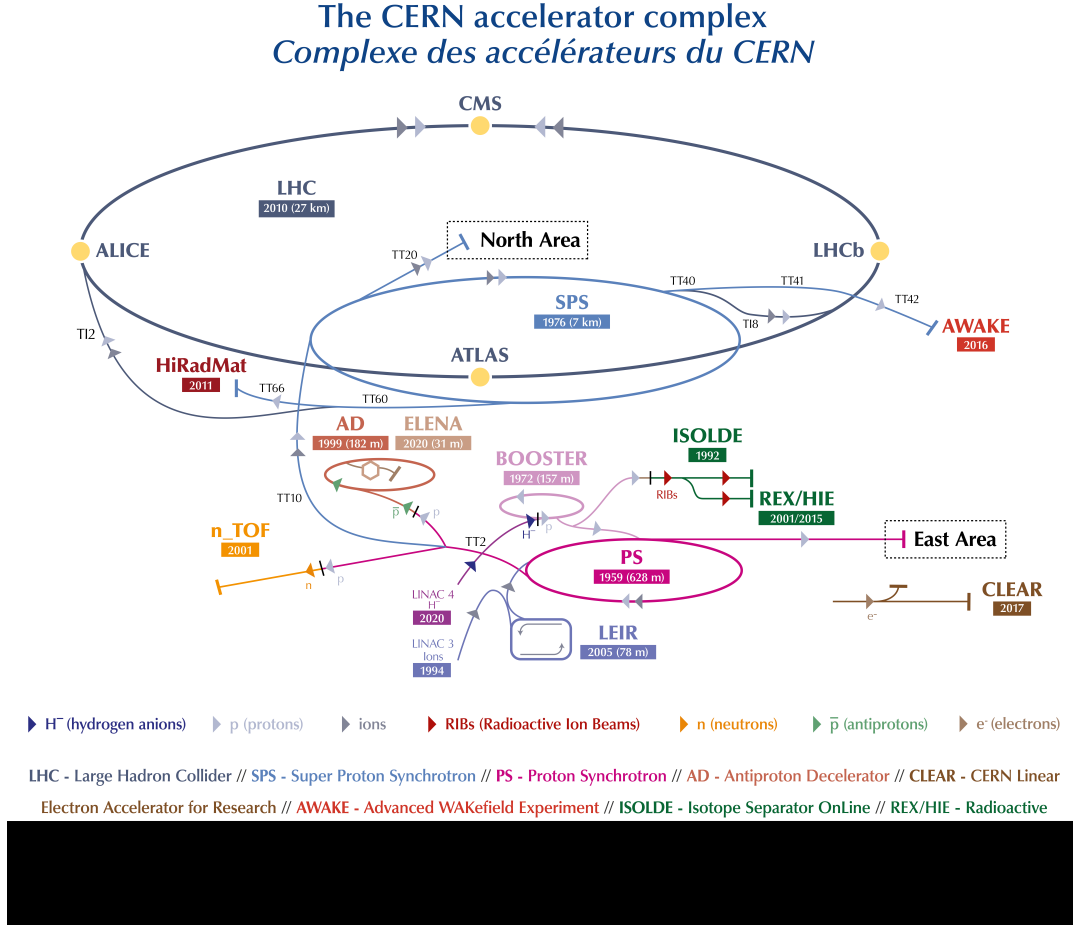 The CERN accelerator complex
Complexe des accélérateurs du CERN
CMS
LHC
2010 (27 km)
North Area
ALICE
LHCb
TT20
TT40
TT41
SPS
TT42
1976 (7 km)
TI8
AWAKE
TI2
2016
ATLAS
HiRadMat
2011
TT66
TT60
AD
ELENA
1999 (182 m)
2020 (31 m)
ISOLDE
1992
BOOSTER
1972 (157 m)
RIBs
REX/HIE
2001/2015
TT10
p̅
p
H⁻
p
n_TOF
2001
TT2
East Area
PS
1959 (628 m)
n
p
CLEAR
2017
LINAC 4
H⁻
2020
e⁻
LEIR
2005 (78 m)
LINAC 3
Ions
1994
H⁻ (hydrogen anions)
p (protons)
ions
RIBs (Radioactive Ion Beams)
n (neutrons)
p̅ (antiprotons)
e⁻ (electrons)
LHC - Large Hadron Collider // SPS - Super Proton Synchrotron // PS - Proton Synchrotron // AD - Antiproton Decelerator // CLEAR - CERN Linear
Electron Accelerator for Research // AWAKE - Advanced WAKefield Experiment // ISOLDE - Isotope Separator OnLine // REX/HIE - Radioactive